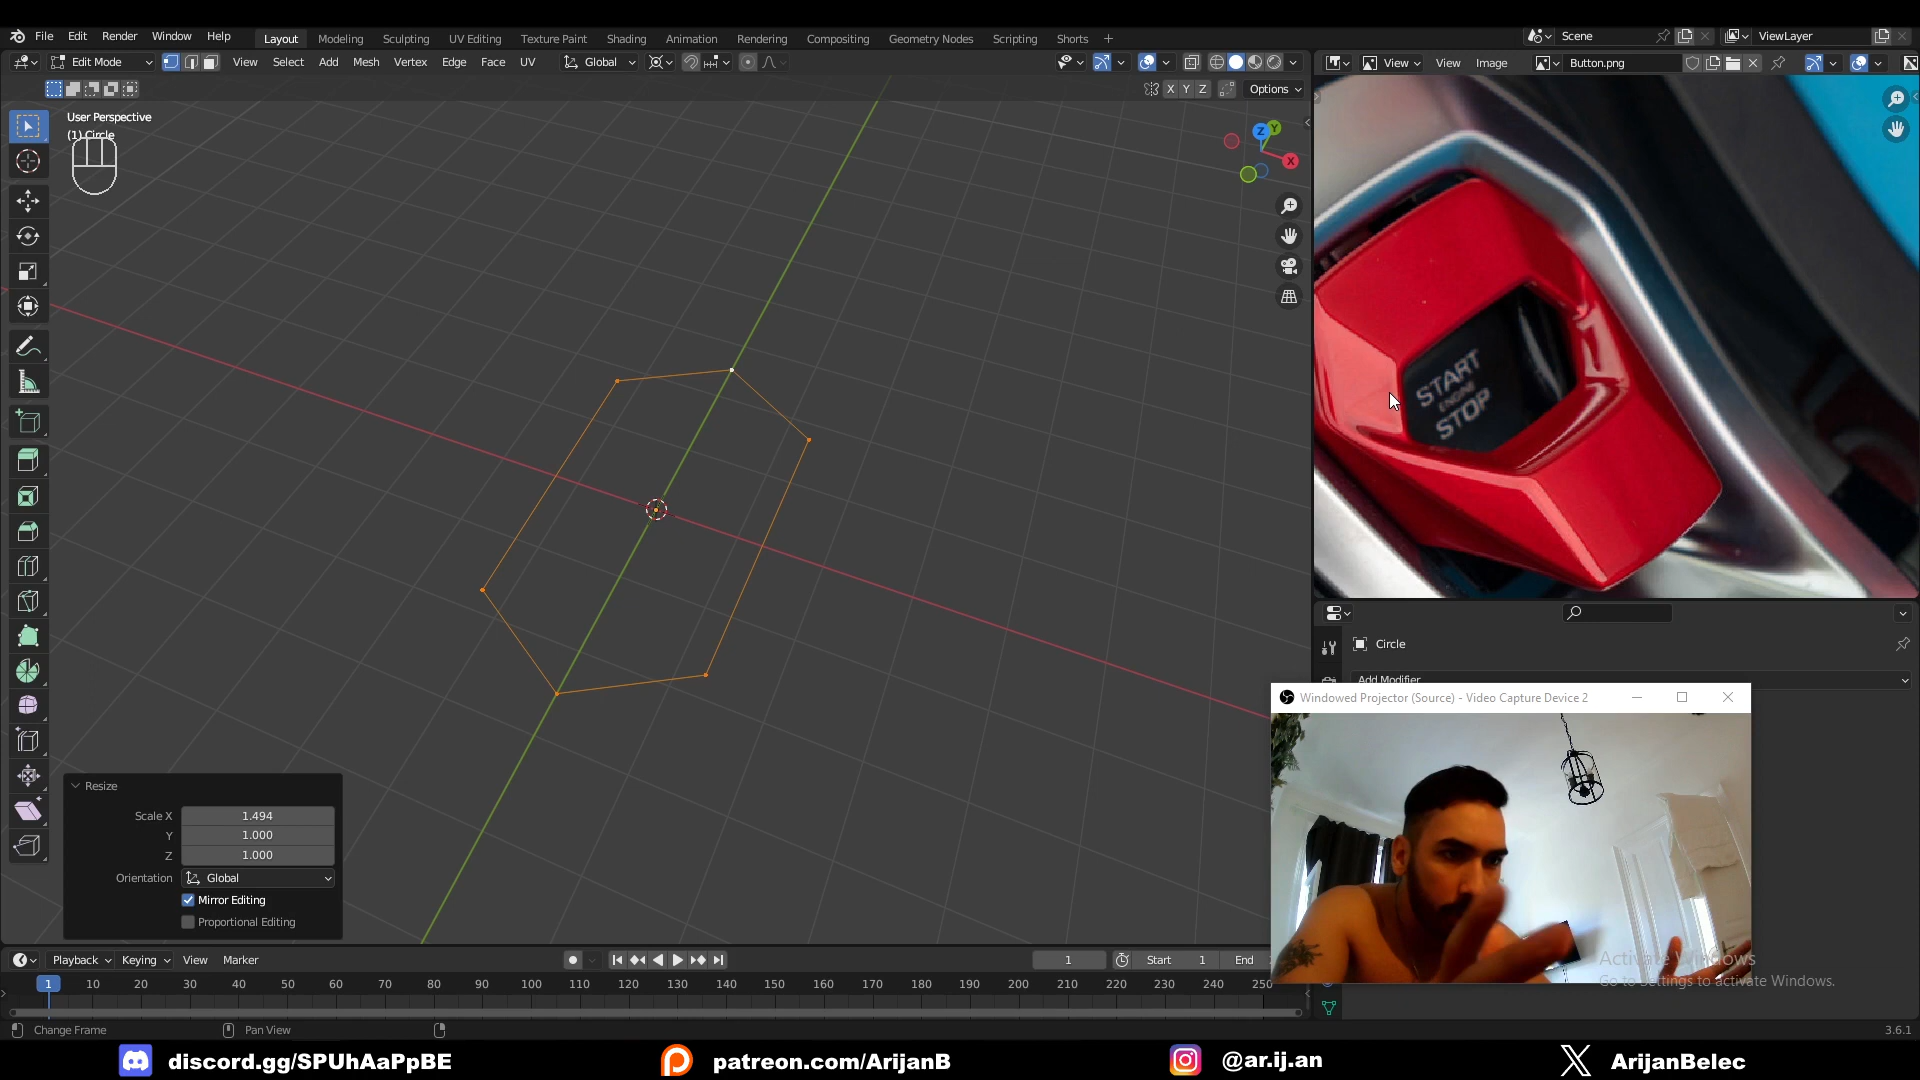 File Edit Render Window Help Layout Modeling Sculpting UV Editing Texture Paint Shading Animation Rendering Compositing Geometry Nodes Scripting Shorts + Scene ViewLayer
Edit Mode View Select Add Mesh Vertex Edge Face UV Global View View Image Button.png
X Y Z Options
User Perspective
(1) Circle
Z Y
X
START
ENGINE
STOP
Circle
Add Modifier
Windowed Projector (Source) - Video Capture Device 2
Resize
Scale X 1.494
Y 1.000
Z 1.000
Orientation Global
Mirror Editing
Proportional Editing
Activate Windows
Go to Settings to activate Windows.
Playback Keying View Marker 1 Start 1 End
1 10 20 30 40 50 60 70 80 90 100 110 120 130 140 150 160 170 180 190 200 210 220 230 240 250
Change Frame Pan View 3.6.1
discord.gg/SPUhAaPpBE patreon.com/ArijanB @ar.ij.an ArijanBelec